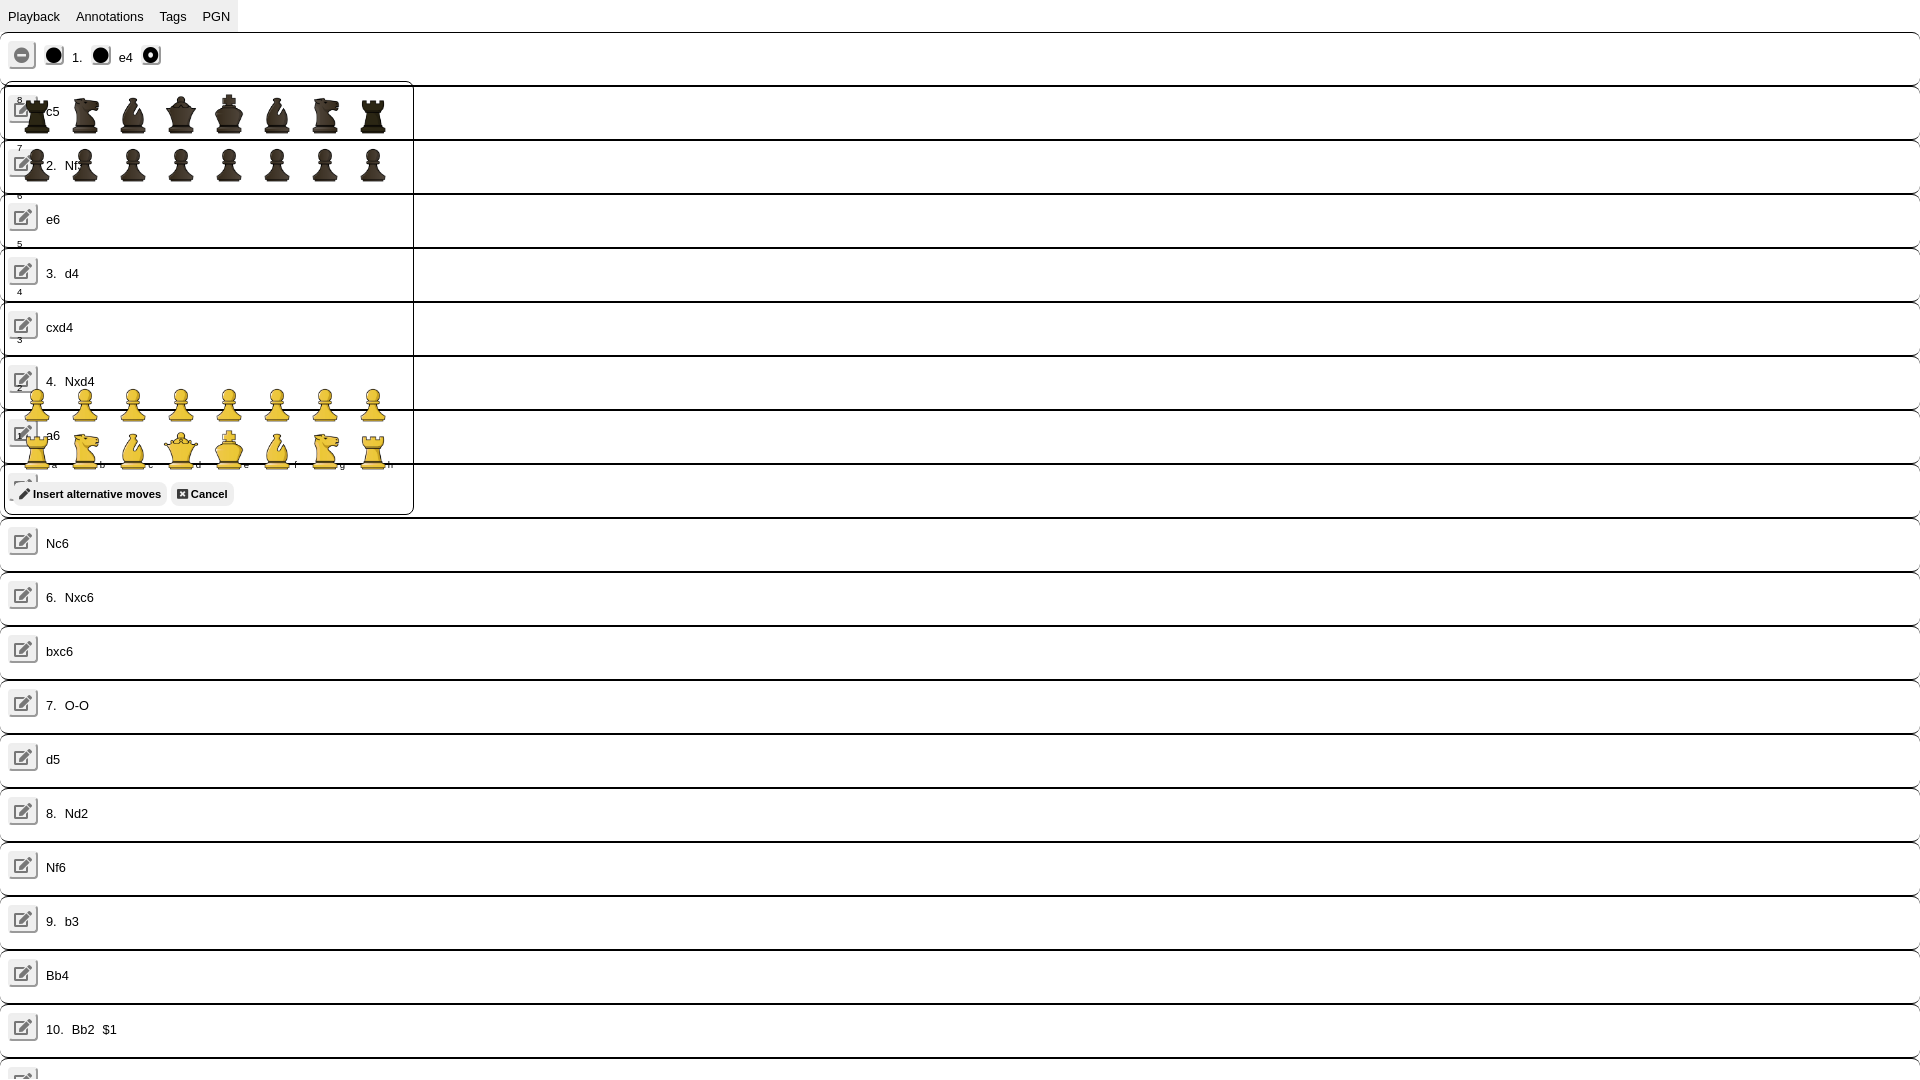 Playback Annotations Tags PGN
1. e4
8
c5
7
2. Nf3
6
e6
5
3. d4
4
cxd4
3
4. Nxd4
2
1 a6
a b c d e f g h
Insert alternative moves Cancel
Nc6
6. Nxc6
bxc6
7. O-O
d5
8. Nd2
Nf6
9. b3
Bb4
10. Bb2 $1